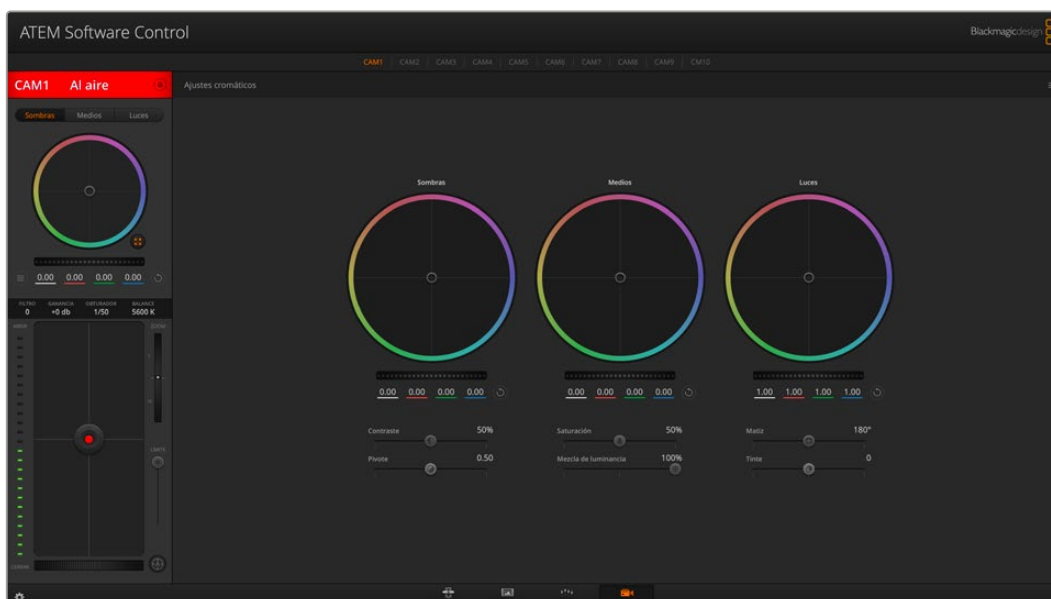 ATEM Software Control
Blackmagicdesign
CAM1 CAM2 CAM3 CAM4 CAM5 CAM6 CAM7 CAM8 CAM9 CM10
CAM1 Al aire
Ajustes cromáticos
Sombras Medios Luces
Sombras Medios Luces
0.00 0.00 0.00 0.00
FILTRO GANANCIA OBTURADOR BALANCE
0 +0 db 1/50 5600 K
ZOOM
0.00 0.00 0.00 0.00
0.00 0.00 0.00 0.00
1.00 1.00 1.00 1.00
Contraste 50%
Saturación 50%
Matiz 180°
Pivote 0.50
Mezcla de luminancia 100%
Tinte 0
LÍMITE
CERRAR